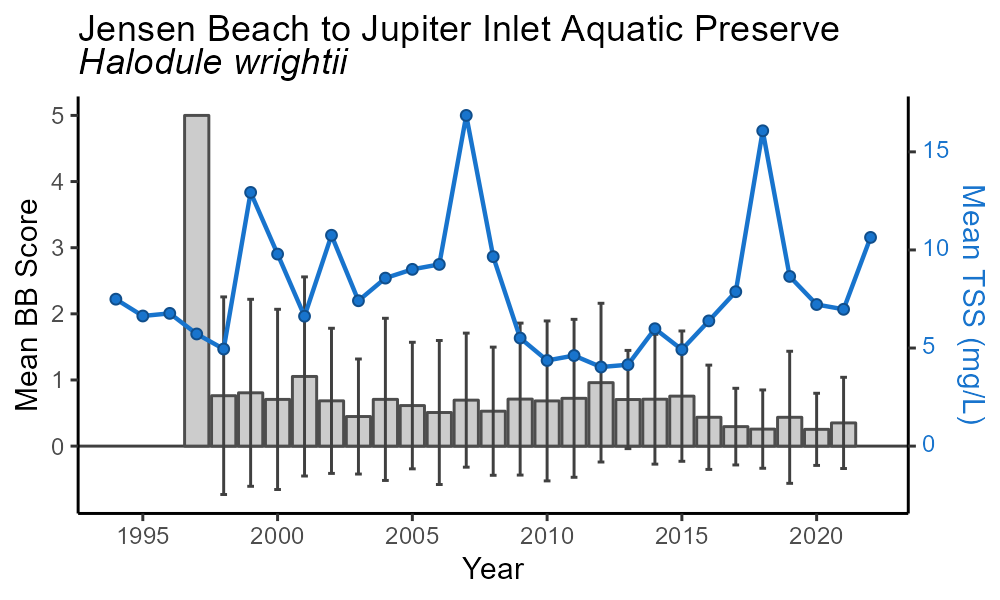 Jensen Beach to Jupiter Inlet Aquatic Preserve
Halodule wrightii
Mean BB Score
5
4
3
2
1
0
15
10
5
0
Mean TSS (mg/L)
1995 2000 2005 2010 2015 2020
Year